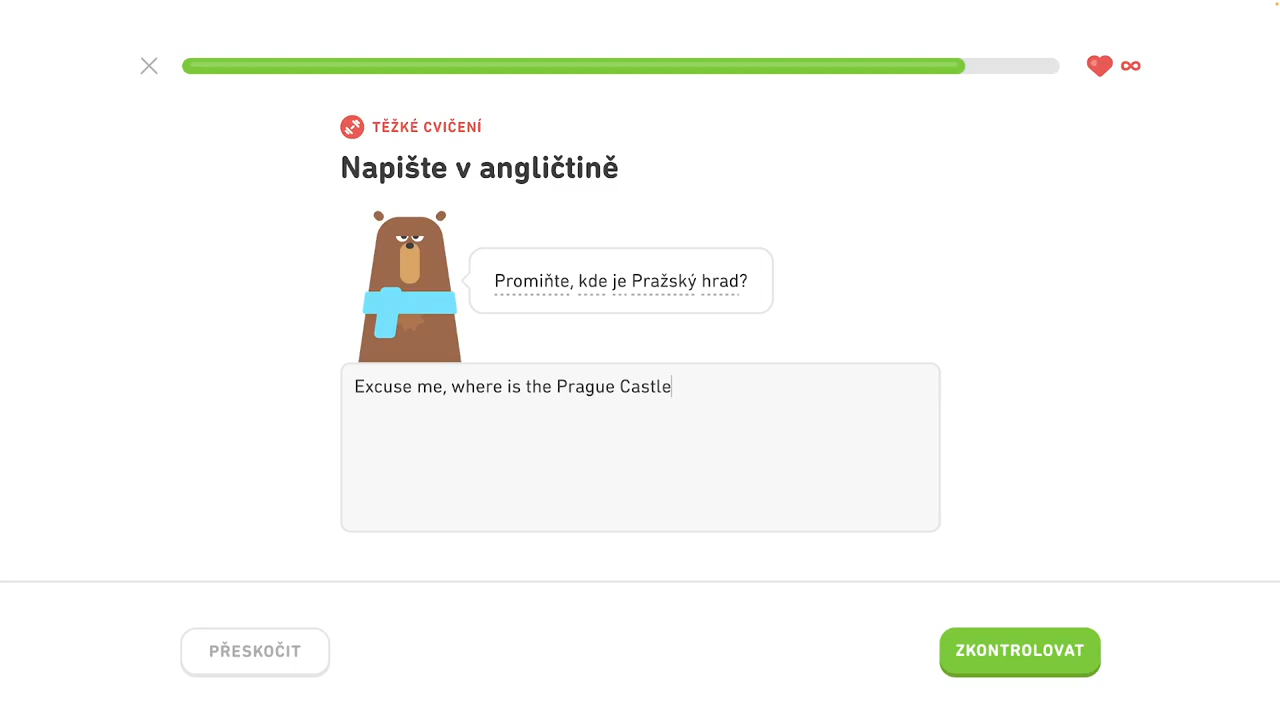 TĚŽKÉ CVIČENÍ
Napište v angličtině
Promiňte, kde je Pražský hrad?
Excuse me, where is the Prague Castle
PŘESKOČIT
ZKONTROLOVAT